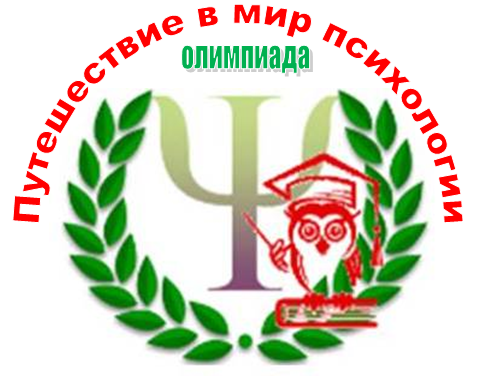 Путешествие в мир психологии
олимпиада
Ψ